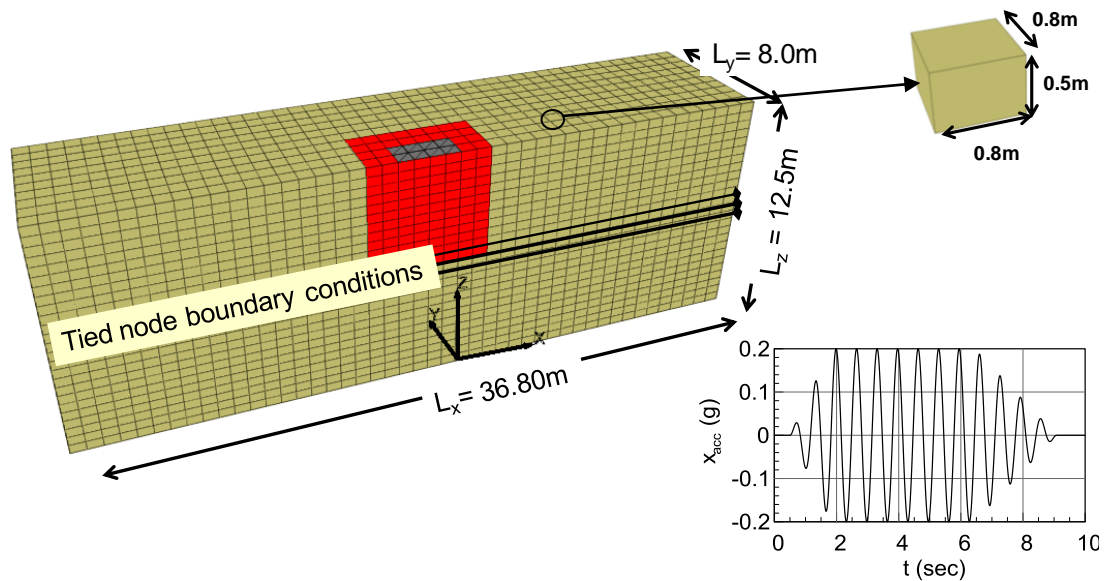 0.8m
L_y= 8.0m
0.5m
0.8m
L_z = 12.5m
Tied node boundary conditions
Z
Y
X
L_x= 36.80m
0.2
0.1
0
-0.1
-0.2
x_acc (g)
0 2 4 6 8 10
t (sec)